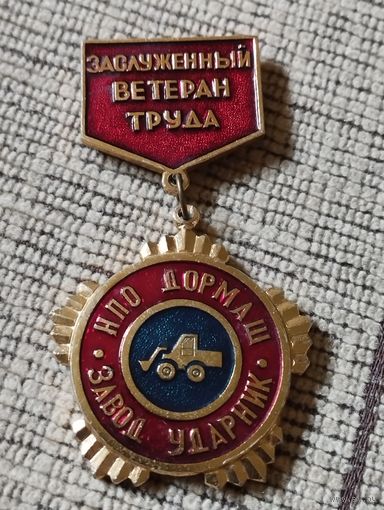 ЗАСЛУЖЕННЫЙ
ВЕТЕРАН
ТРУДА
НПО ДОРМАШ
• ЗАВОД УДАРНИК •